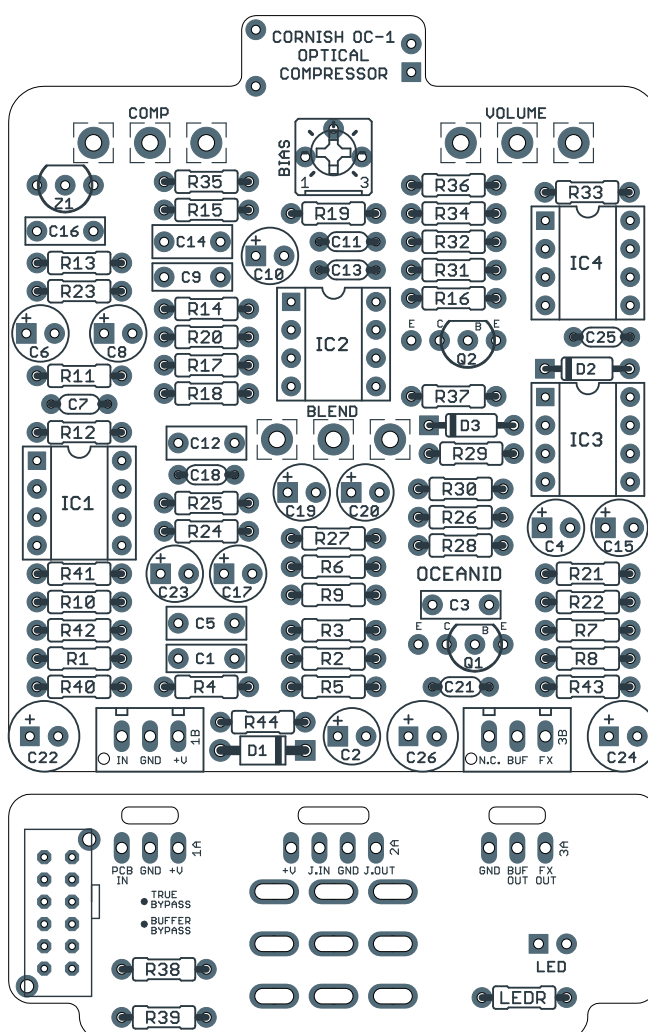 CORNISH OC-1
OPTICAL
COMPRESSOR
COMP
VOLUME
BIAS
1 3
Z1
R35
R36
R33
R15
R19
R34
C16
C14
C11
R32
IC4
R13
C10
C13
R31
R23
C9
R16
R14
E C B E
C6
C8
R20
IC2
Q2
C25
R11
R17
D2
C7
R18
R37
R12
BLEND
D3
IC3
C12
R29
IC1
C18
R30
R25
C19
C20
R26
C4
C15
R24
R27
R28
R41
C23
C17
R6
OCEANID
R21
R10
R9
C3
R22
R42
C5
R3
E C B E
R7
R1
C1
R2
Q1
R8
R40
R4
R5
C21
R43
C22
IN GND +V
1B
R44
D1
C2
C26
N.C. BUF FX
3B
C24
1A
2A
3A
PCB GND +V
IN
+V J.IN GND J.OUT
GND BUF FX
OUT OUT
TRUE
BYPASS
BUFFER
BYPASS
R38
LED
R39
LEDR